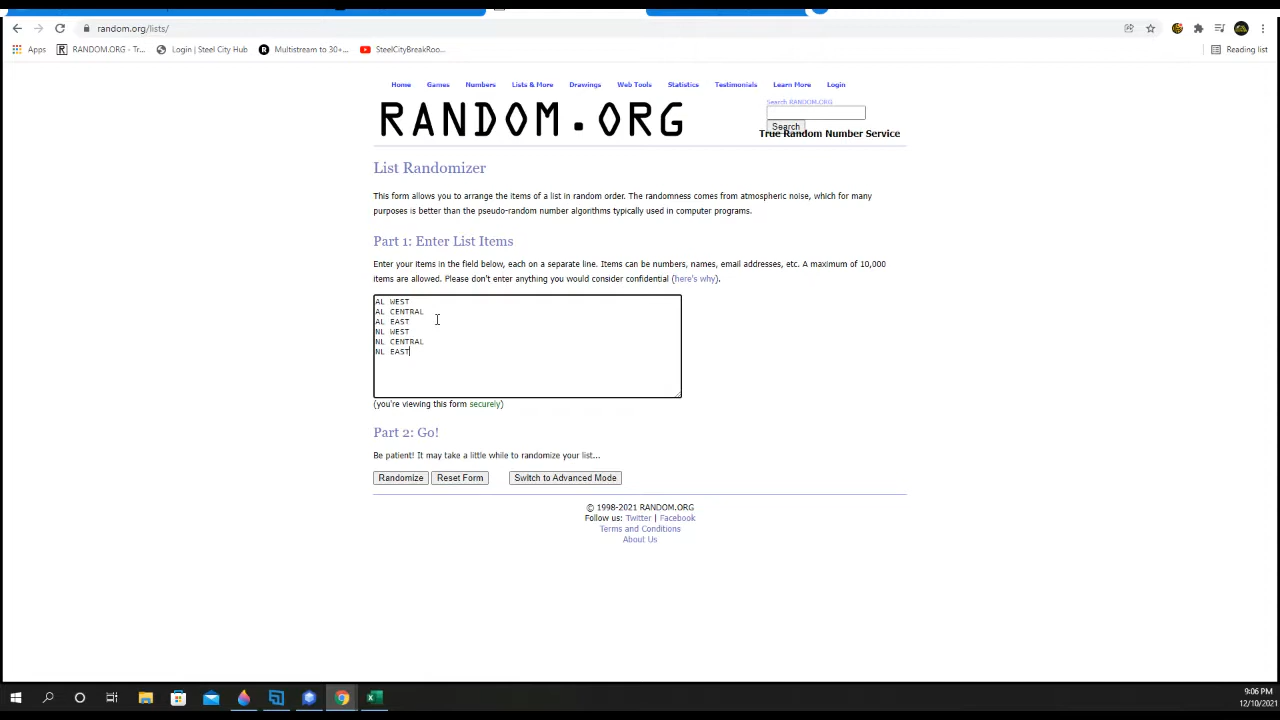 random.org/lists/
Apps RANDOM.ORG - Tr... Login | Steel City Hub Multistream to 30+... SteelCityBreakRoo... Reading list
Home Games Numbers Lists & More Drawings Web Tools Statistics Testimonials Learn More Login
RANDOM.ORG
Search RANDOM.ORG
Search
True Random Number Service
List Randomizer
This form allows you to arrange the items of a list in random order. The randomness comes from atmospheric noise, which for many
purposes is better than the pseudo-random number algorithms typically used in computer programs.
Part 1: Enter List Items
Enter your items in the field below, each on a separate line. Items can be numbers, names, email addresses, etc. A maximum of 10,000
items are allowed. Please don't enter anything you would consider confidential (here's why).
AL WEST
AL CENTRAL
AL EAST
NL WEST
NL CENTRAL
NL EAST
(you're viewing this form securely)
Part 2: Go!
Be patient! It may take a little while to randomize your list...
Randomize Reset Form Switch to Advanced Mode
© 1998-2021 RANDOM.ORG
Follow us: Twitter | Facebook
Terms and Conditions
About Us
9:06 PM
12/10/2021